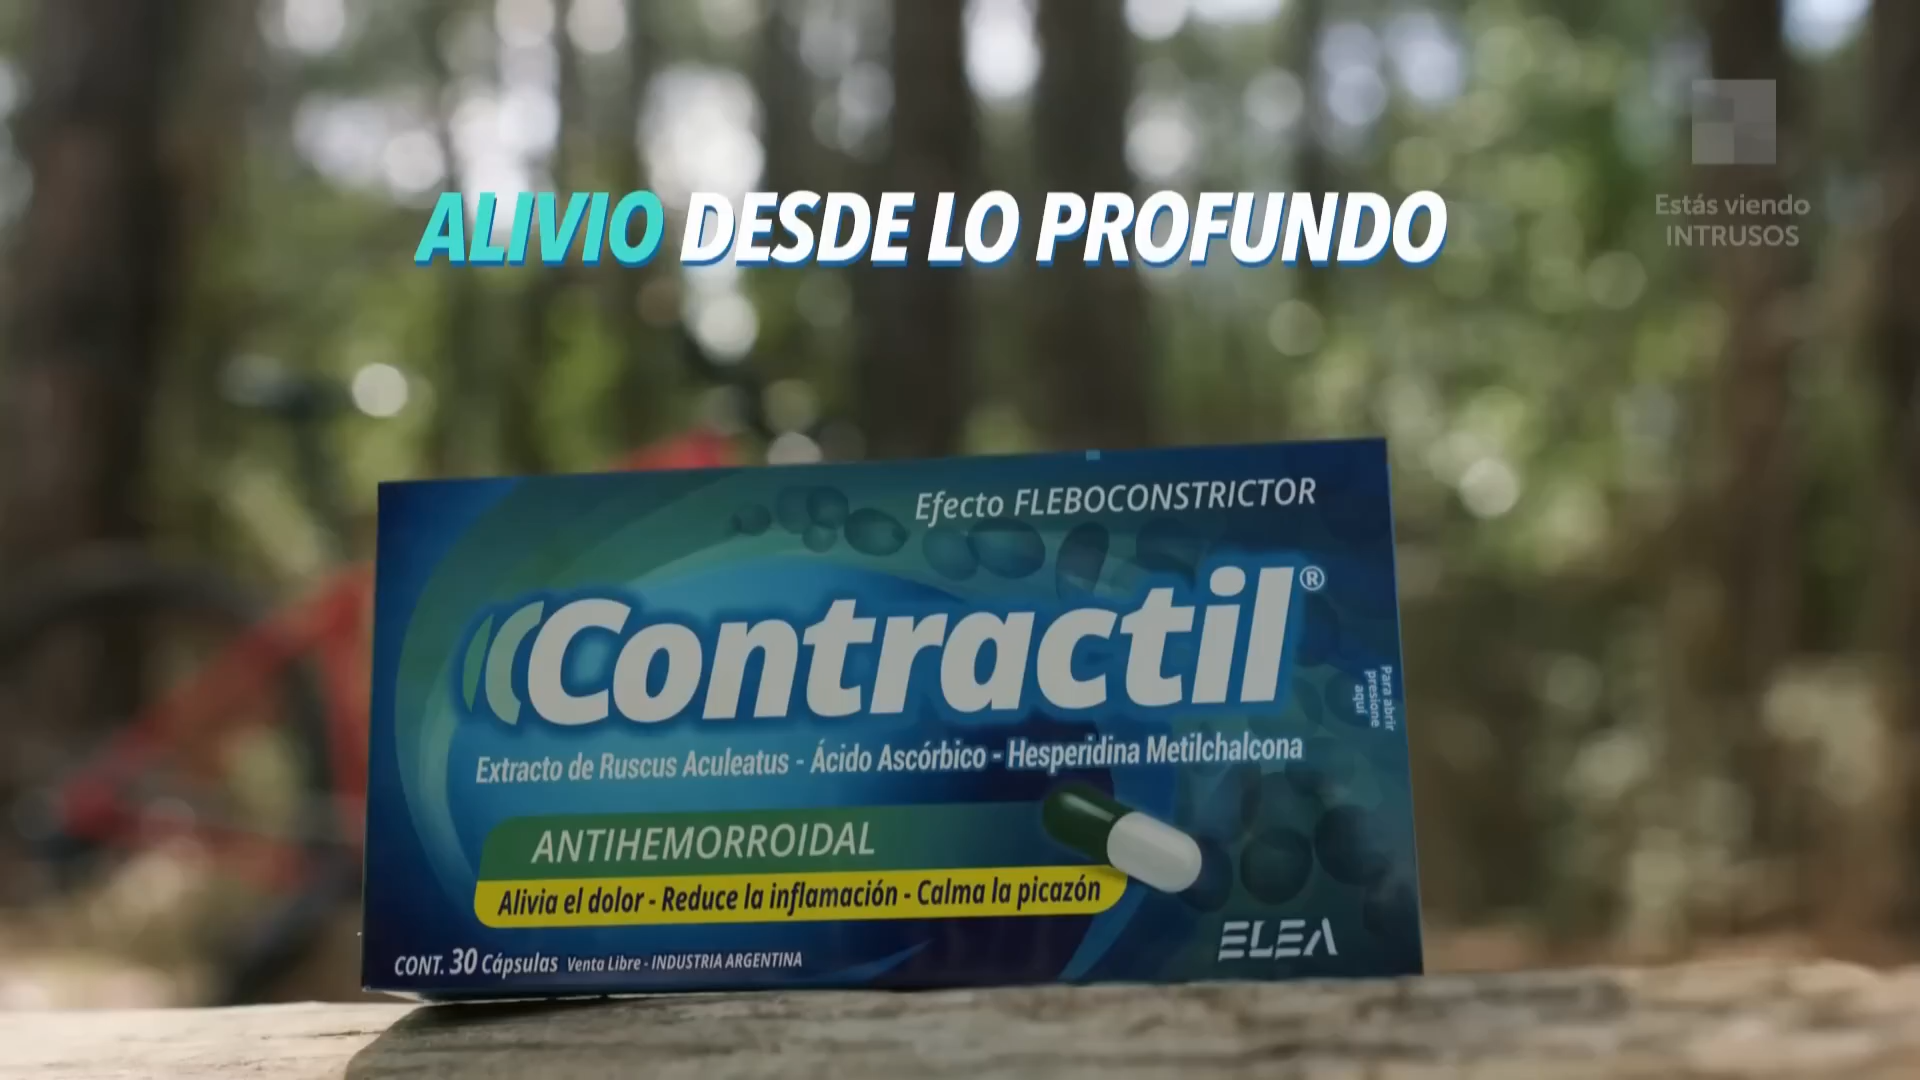 ALIVIO DESDE LO PROFUNDO
Estás viendo
INTRUSOS
Efecto FLEBOCONSTRICTOR
Contractil®
Extracto de Ruscus Aculeatus - Ácido Ascórbico - Hesperidina Metilchalcona
Para abrir
presione
aquí
ANTIHEMORROIDAL
Alivia el dolor - Reduce la inflamación - Calma la picazón
ELEA
CONT. 30 Cápsulas Venta Libre - INDUSTRIA ARGENTINA